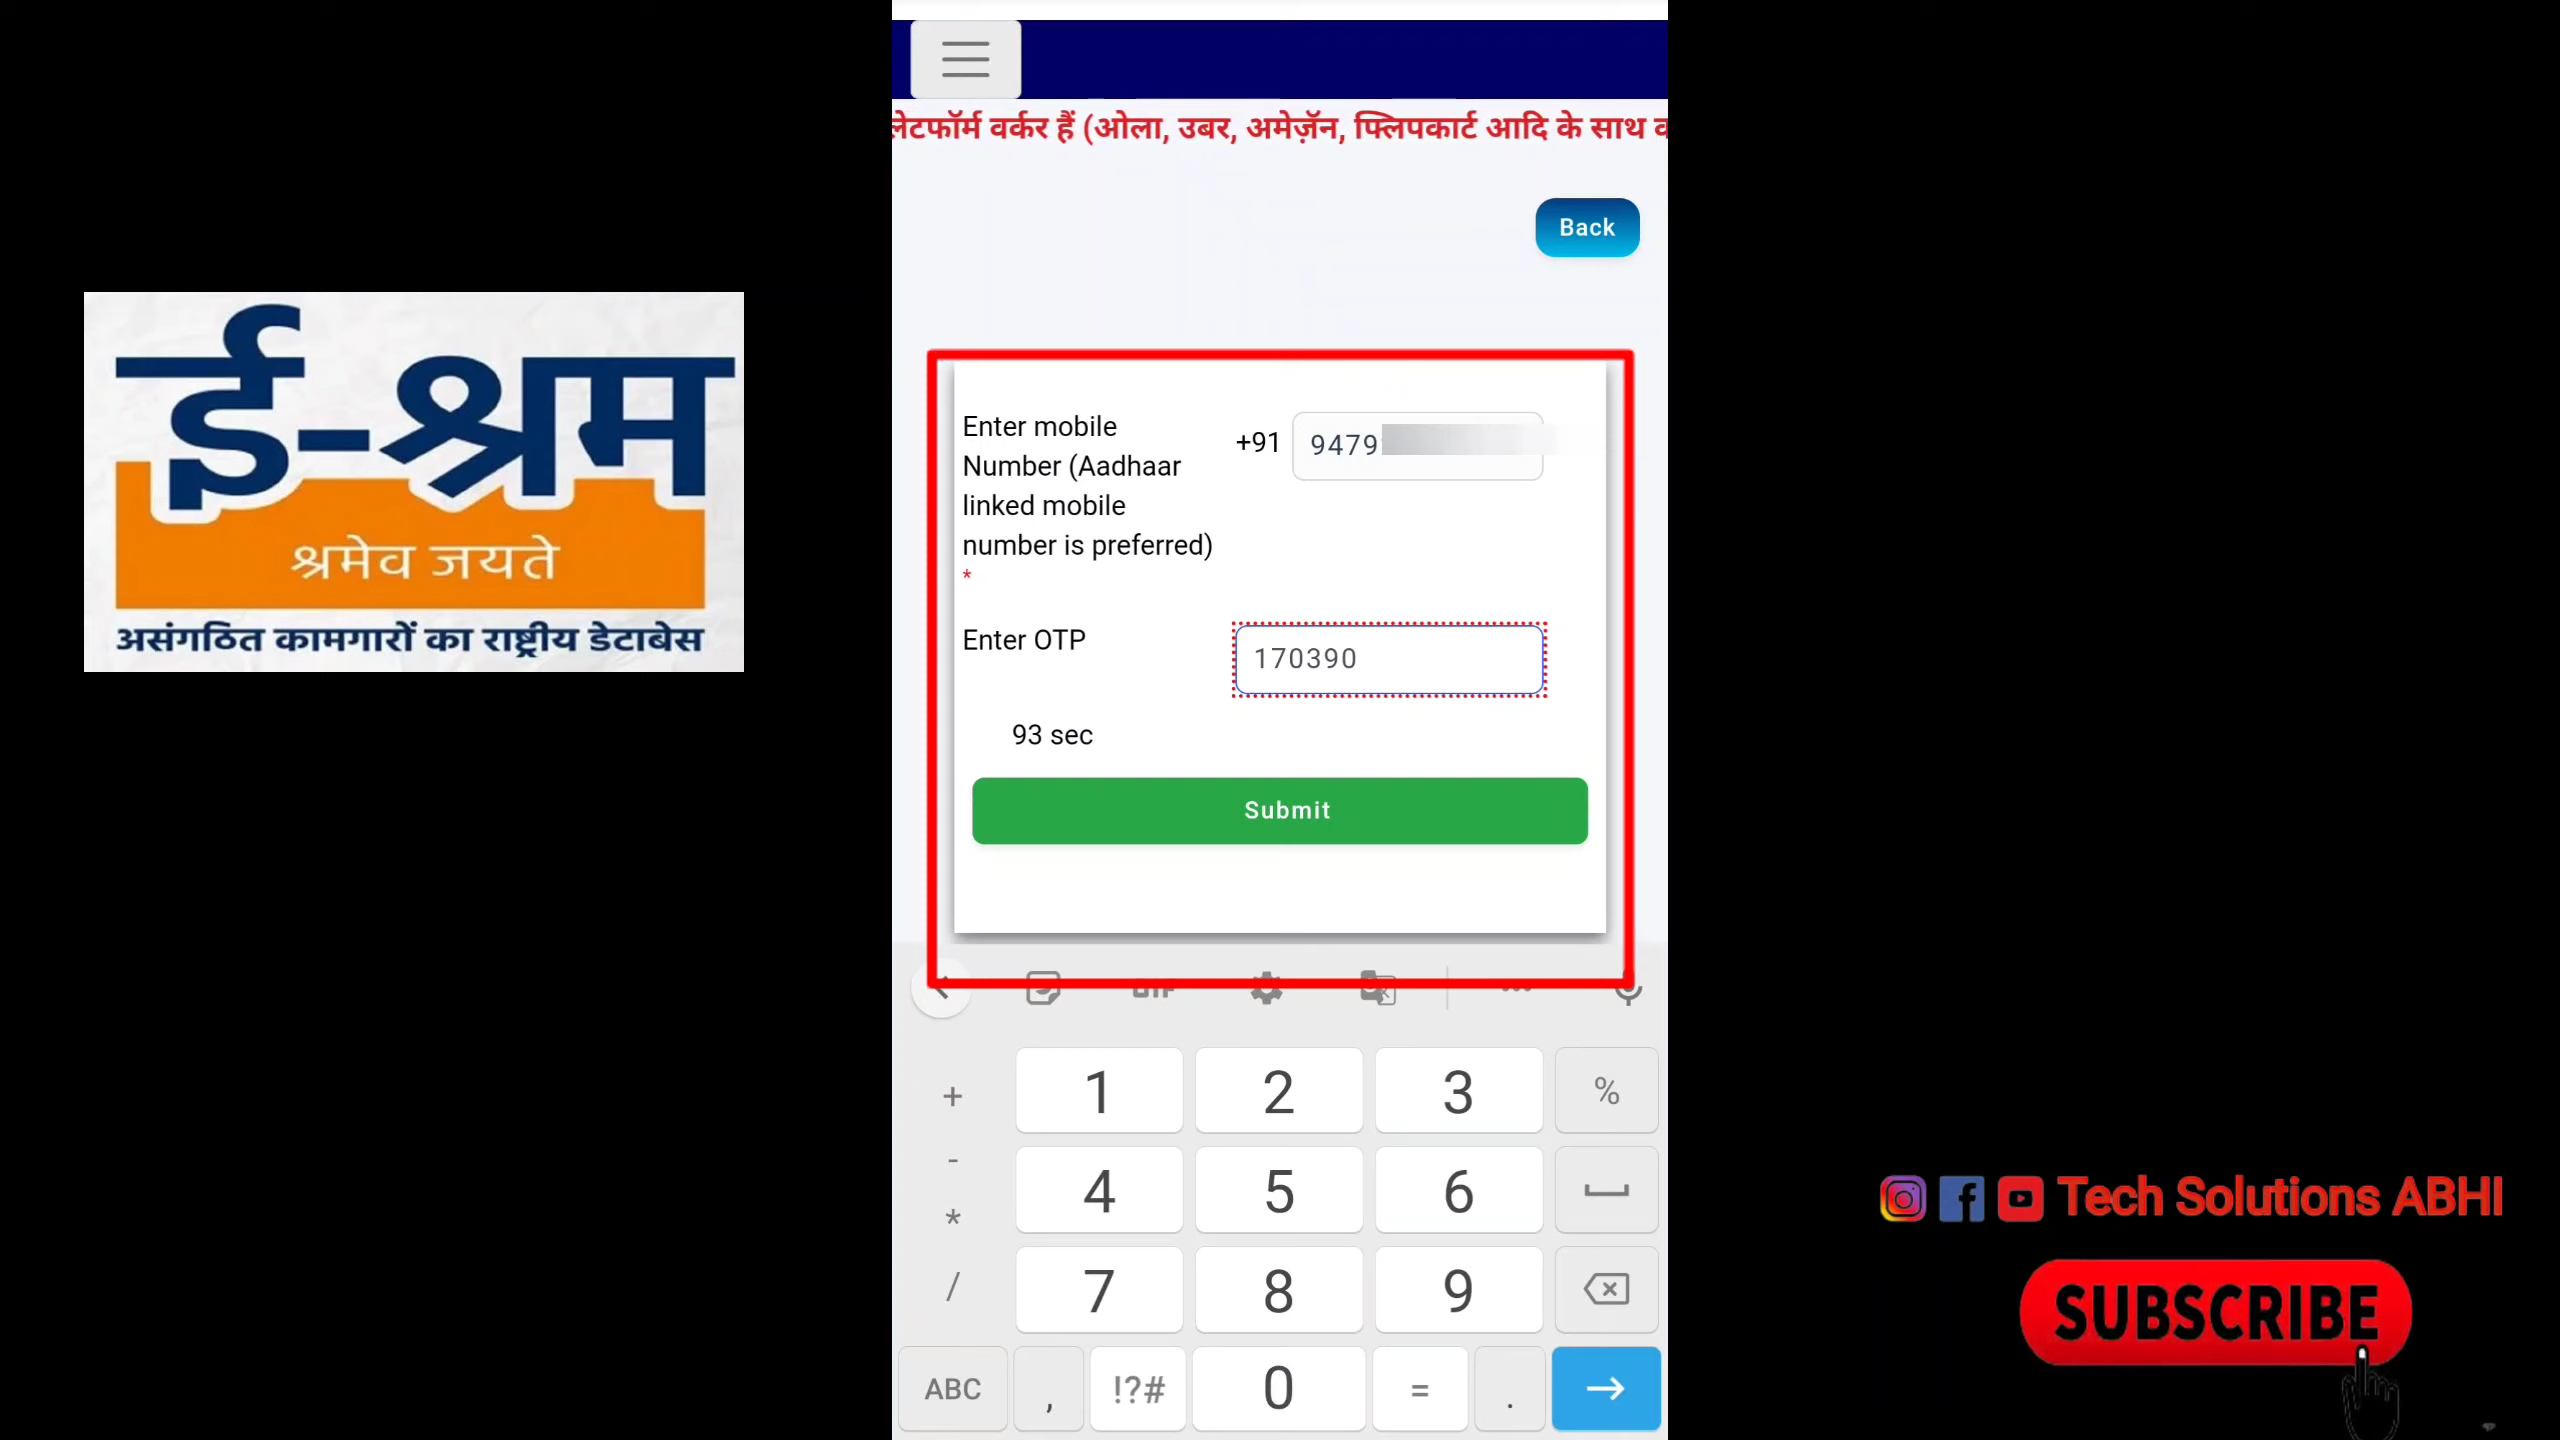 लेटफॉर्म वर्कर हैं (ओला, उबर, अमेज़ॅन, फ्लिपकार्ट आदि के साथ
Back
ई-श्रम
श्रमेव जयते
असंगठित कामगारों का राष्ट्रीय डेटाबेस
Enter mobile
Number (Aadhaar
linked mobile
number is preferred)
*
+91 9479
Enter OTP
170390
93 sec
Submit
GIF
+ 1 2 3 %
- 4 5 6
*
/ 7 8 9
ABC , !?# 0 = .
Tech Solutions ABHI
SUBSCRIBE